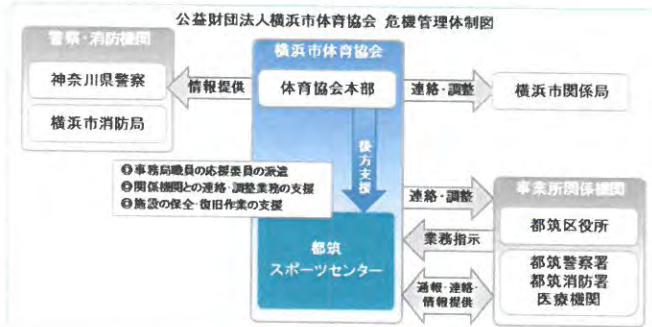 公益財団法人横浜市体育協会 危機管理体制図
警察・消防機関
神奈川県警察
横浜市消防局
情報提供
横浜市体育協会
体育協会本部
連絡・調整
横浜市関係局
後方支援
❶事務局職員の応援要員の派遣
❷関係機関との連絡・調整業務の支援
❸施設の保全・復旧作業の支援
都筑
スポーツセンター
連絡・調整
業務指示
通報・連絡・
情報提供
事業所関係機関
都筑区役所
都筑警察署
都筑消防署
医療機関